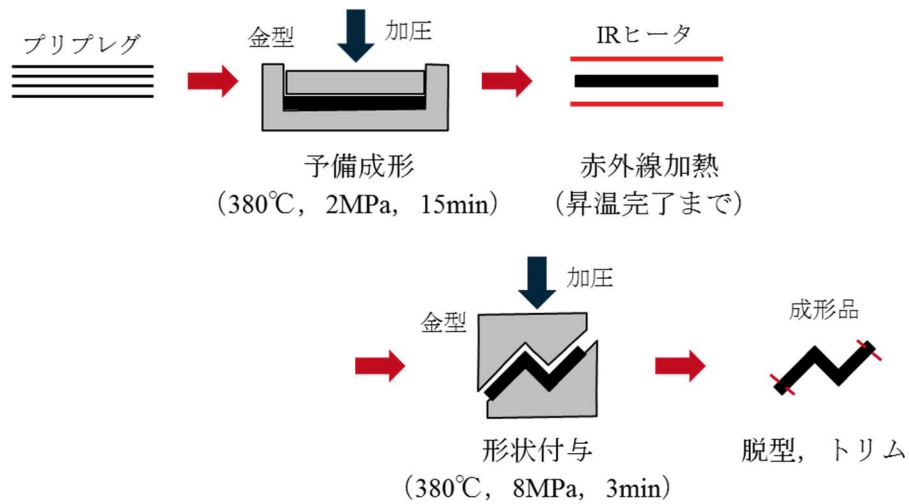 プリプレグ
金型
加圧
IRヒータ
予備成形
(380℃, 2MPa, 15min)
赤外線加熱
(昇温完了まで)
加圧
金型
成形品
形状付与
(380℃, 8MPa, 3min)
脱型, トリム